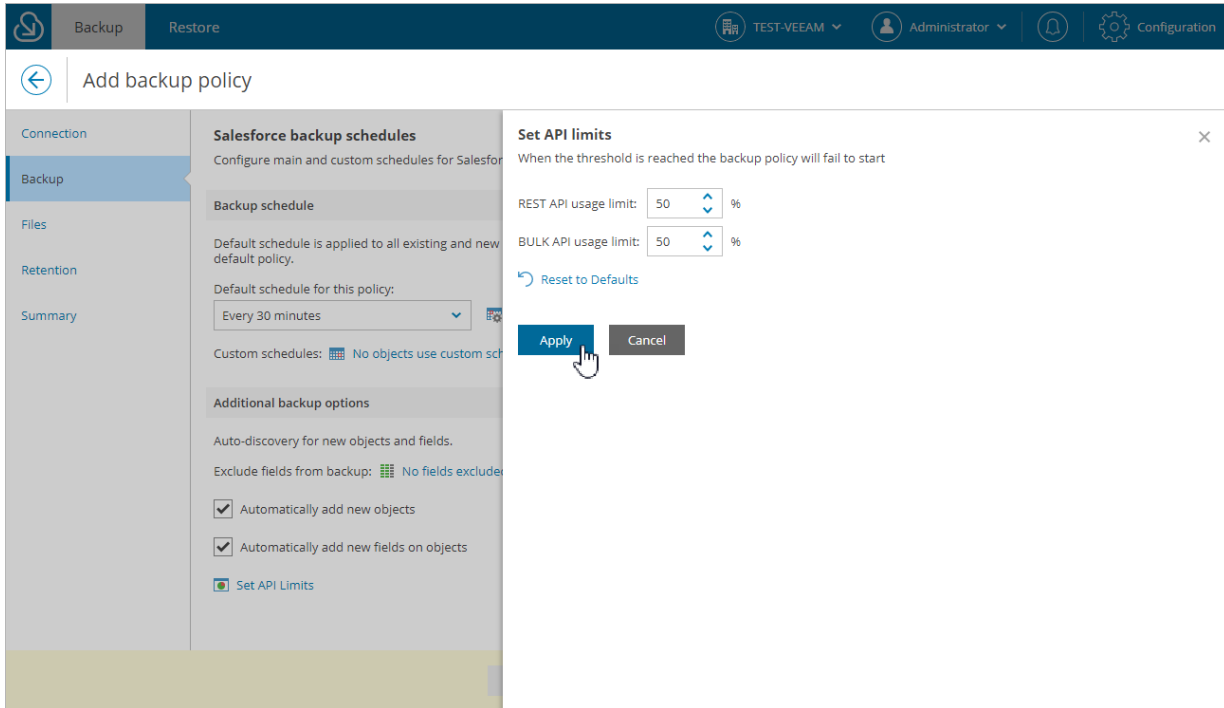 Backup
Restore
TEST-VEEAM
Administrator
Configuration
Add backup policy
Connection
Backup
Files
Retention
Summary
Salesforce backup schedules
Configure main and custom schedules for Salesfor
Backup schedule
Default schedule is applied to all existing and new
default policy.
Default schedule for this policy:
Every 30 minutes
Custom schedules: No objects use custom sch
Additional backup options
Auto-discovery for new objects and fields.
Exclude fields from backup: No fields excluded
Automatically add new objects
Automatically add new fields on objects
Set API Limits
Set API limits
When the threshold is reached the backup policy will fail to start
REST API usage limit: 50 %
BULK API usage limit: 50 %
Reset to Defaults
Apply
Cancel